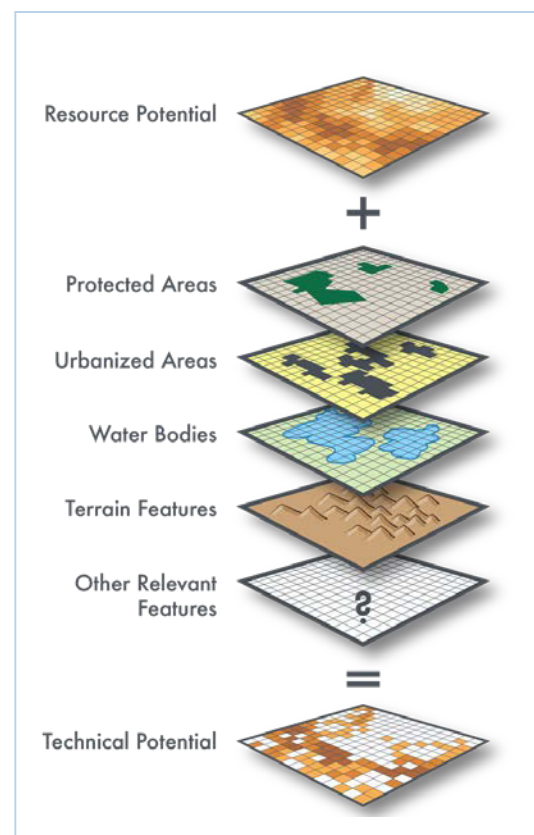 Resource Potential
+
Protected Areas
Urbanized Areas
Water Bodies
Terrain Features
Other Relevant
Features
?
=
Technical Potential